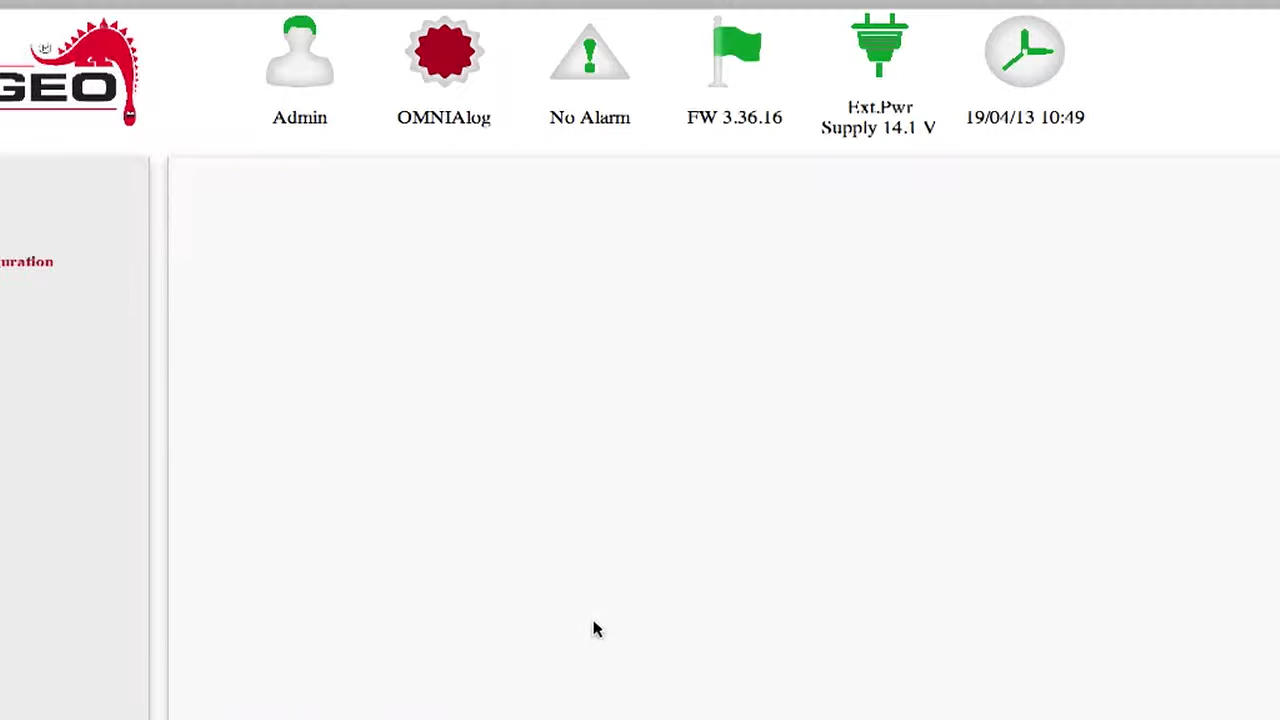 ®
GEO
Admin
OMNIAlog
No Alarm
FW 3.36.16
Ext.Pwr
Supply 14.1 V
19/04/13 10:49
uration